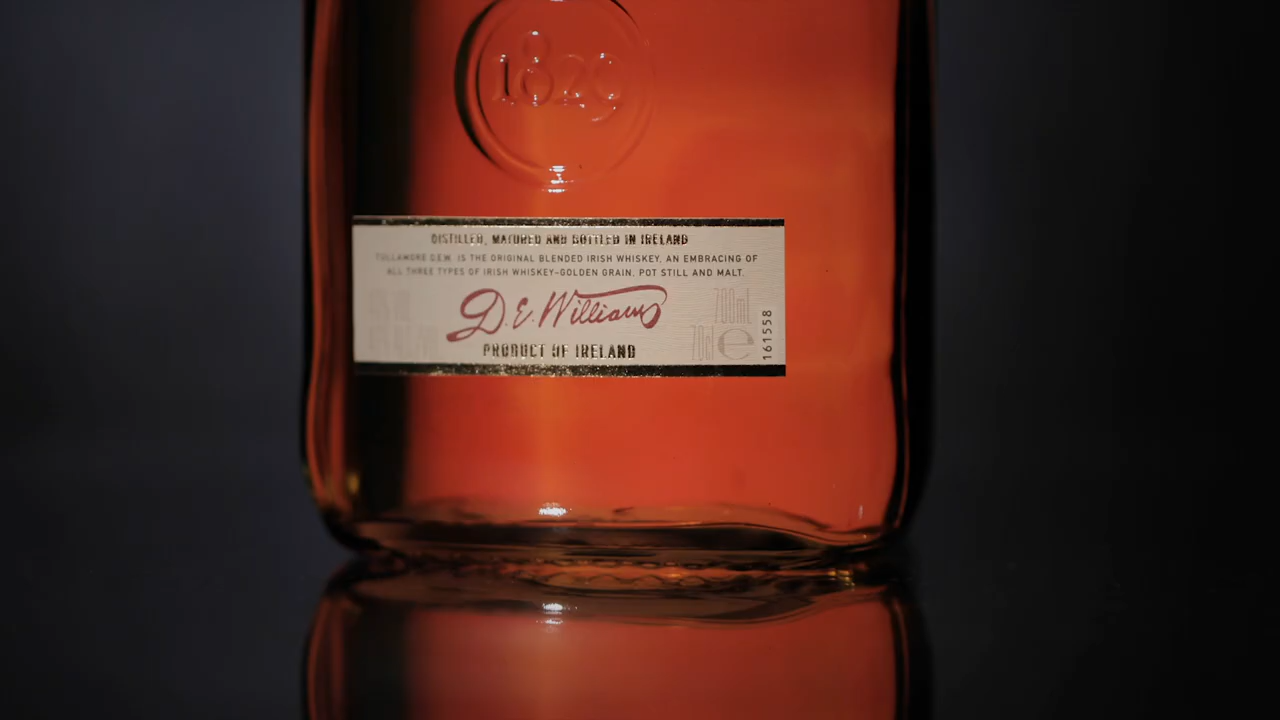 1829
DISTILLED, MATURED AND BOTTLED IN IRELAND
TULLAMORE D.E.W. IS THE ORIGINAL BLENDED IRISH WHISKEY, AN EMBRACING OF
ALL THREE TYPES OF IRISH WHISKEY–GOLDEN GRAIN, POT STILL AND MALT.
D.E. Williams
700mL
70cl e
PRODUCT OF IRELAND
161558